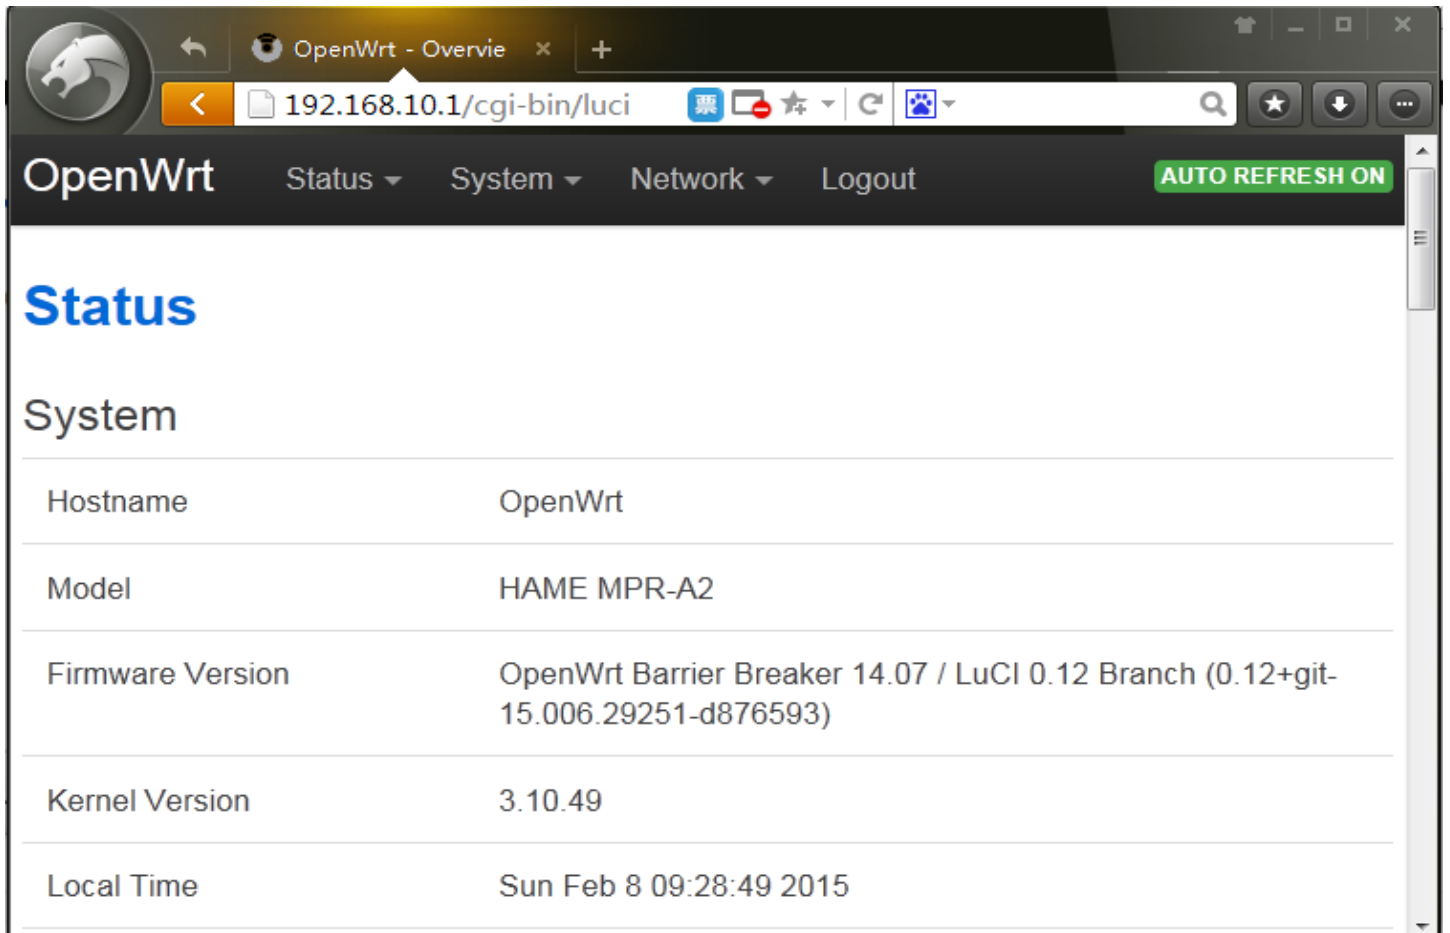 OpenWrt - Overvie
192.168.10.1/cgi-bin/luci 票
OpenWrt Status System Network Logout AUTO REFRESH ON
Status
System
Hostname OpenWrt
Model HAME MPR-A2
Firmware Version OpenWrt Barrier Breaker 14.07 / LuCI 0.12 Branch (0.12+git-
15.006.29251-d876593)
Kernel Version 3.10.49
Local Time Sun Feb 8 09:28:49 2015